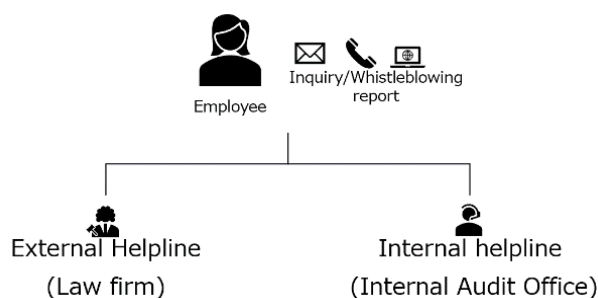 Inquiry/Whistleblowing
report
Employee
External Helpline
(Law firm)
Internal helpline
(Internal Audit Office)